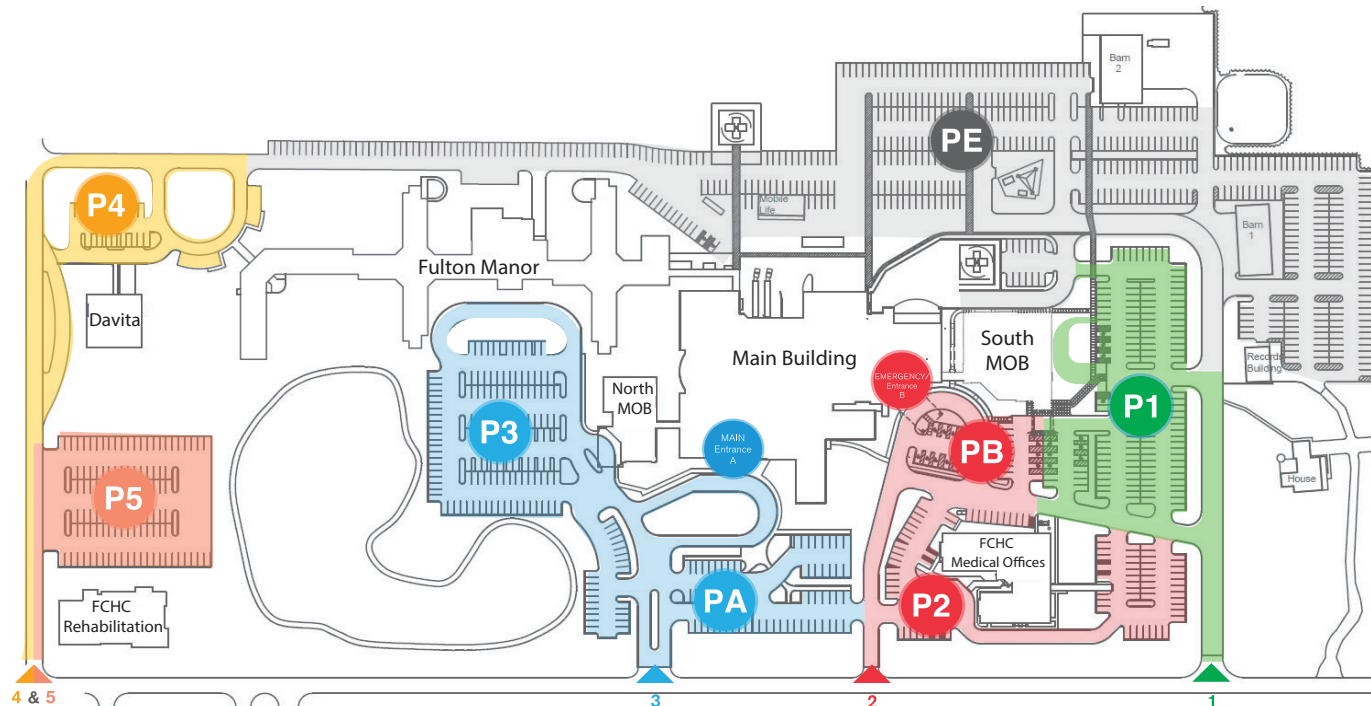 Barn
2
PE
P4
Mobile
Life
Barn
1
Fulton Manor
Davita
South
MOB
Main Building
Records
Building
EMERGENCY/
Entrance
B
North
MOB
P1
P3
MAIN
Entrance
A
PB
House
P5
FCHC
Medical Offices
FCHC
Rehabilitation
PA
P2
4 & 5
3
2
1